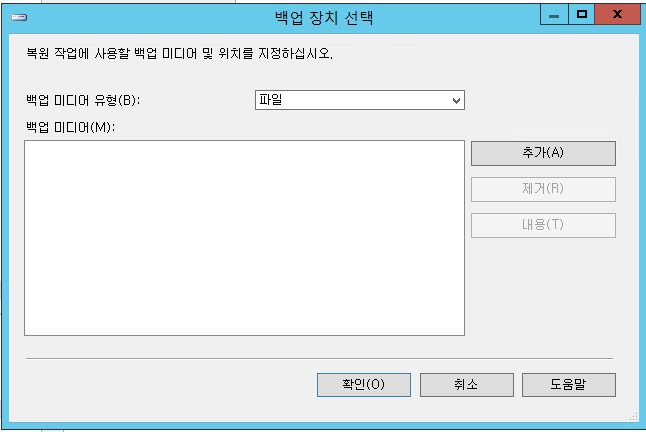 백업 장치 선택
복원 작업에 사용할 백업 미디어 및 위치를 지정하십시오.
백업 미디어 유형(B):
파일
백업 미디어(M):
추가(A)
제거(R)
내용(T)
확인(O)
취소
도움말